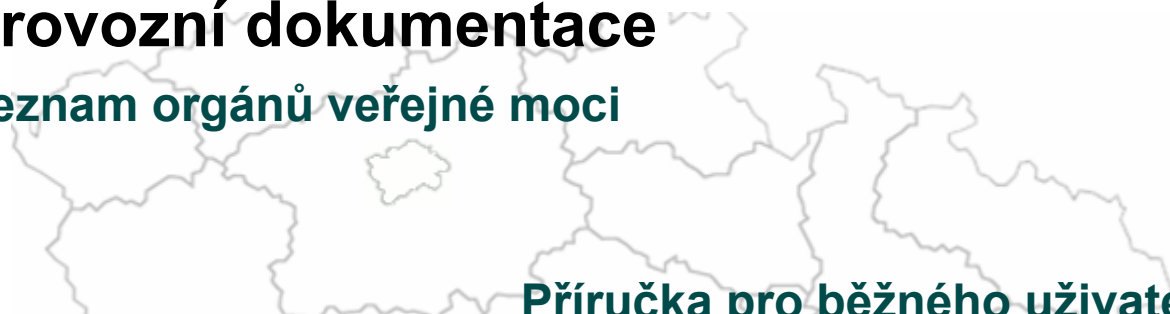 rovozní dokumentace
eznam orgánů veřejné moci
Příručka pro běžného uživate